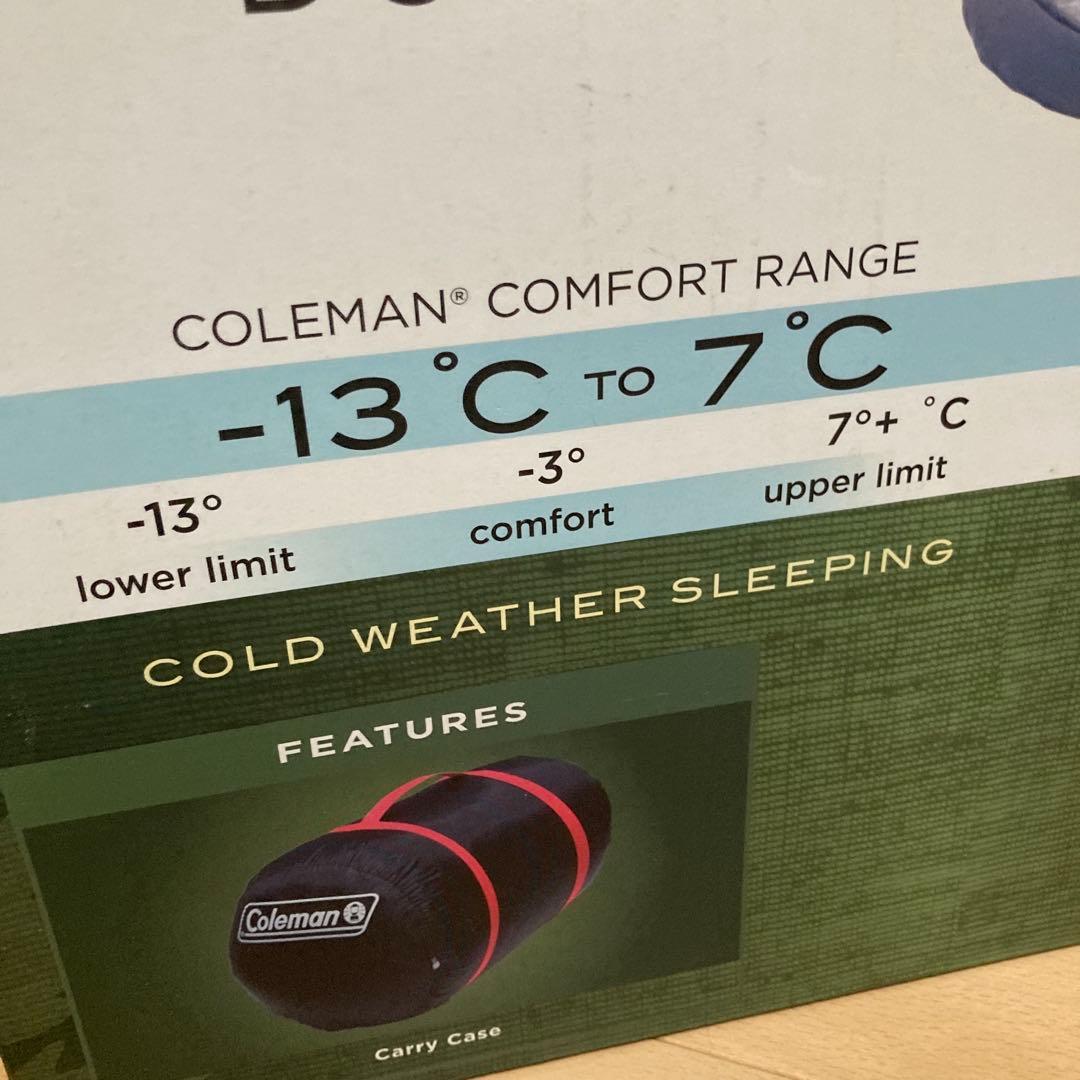 COLEMAN® COMFORT RANGE
-13°C TO 7°C
-13° -3° 7°+ °C
lower limit comfort upper limit
COLD WEATHER SLEEPING
FEATURES
Coleman
Carry Case